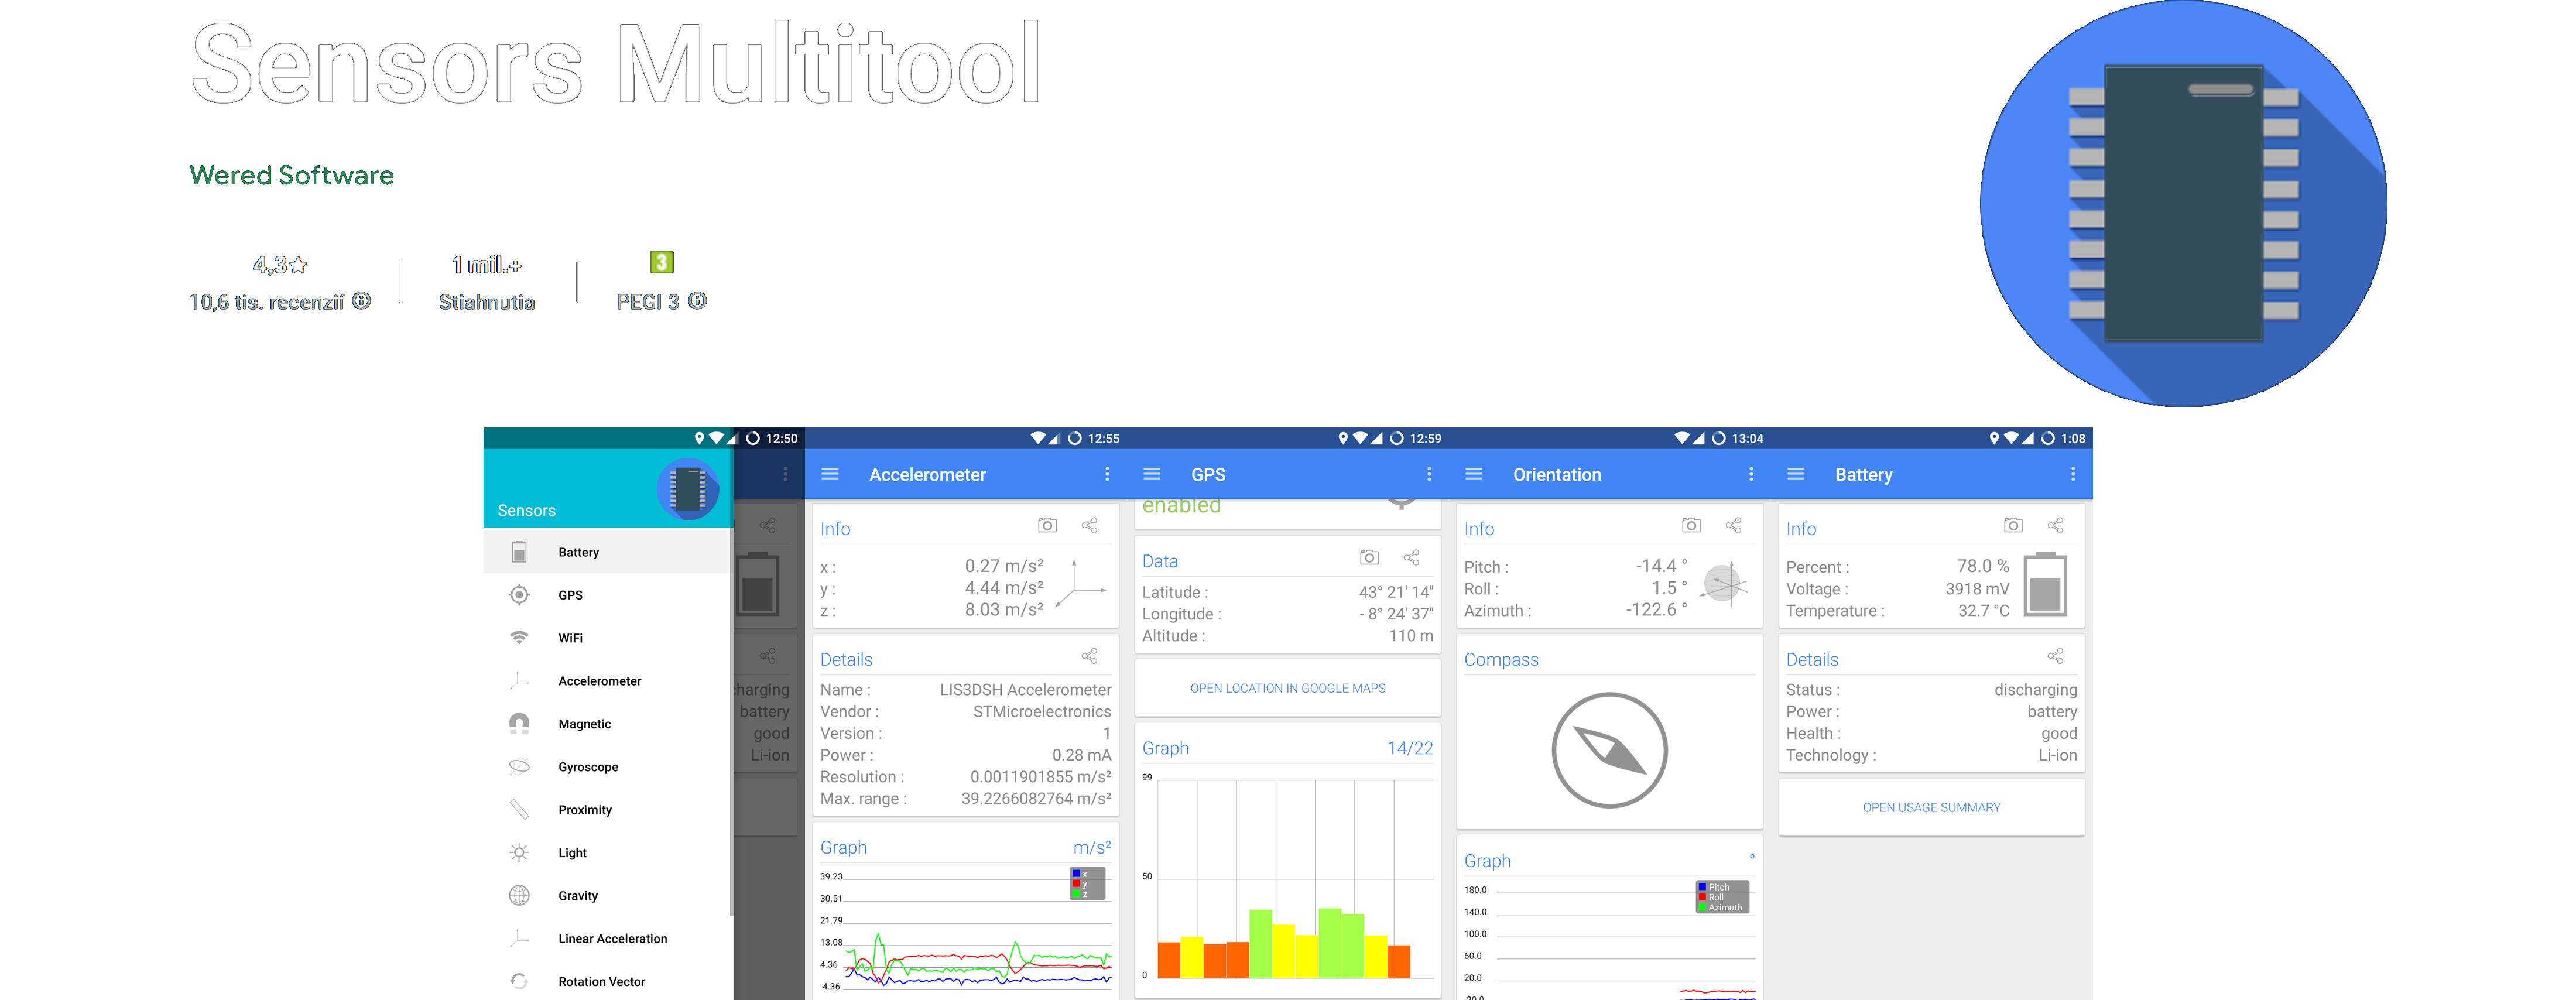 Sensors Multitool
Wered Software
4,3
10,6 tis. recenzií
1 mil.+
Stiahnutia
3
PEGI 3
12:50
Sensors
Battery
GPS
WiFi
Accelerometer
Magnetic
Gyroscope
Proximity
Light
Gravity
Linear Acceleration
Rotation Vector
charging
battery
good
Li-ion
12:55
Accelerometer
Info
x : 0.27 m/s²
y : 4.44 m/s²
z : 8.03 m/s²
Details
Name : LIS3DSH Accelerometer
Vendor : STMicroelectronics
Version : 1
Power : 0.28 mA
Resolution : 0.0011901855 m/s²
Max. range : 39.2266082764 m/s²
Graph m/s²
x
y
z
39.23
30.51
21.79
13.08
4.36
-4.36
12:59
GPS
enabled
Data
Latitude : 43° 21' 14"
Longitude : - 8° 24' 37"
Altitude : 110 m
OPEN LOCATION IN GOOGLE MAPS
Graph 14/22
99
50
0
13:04
Orientation
Info
Pitch : -14.4 °
Roll : 1.5 °
Azimuth : -122.6 °
Compass
Graph °
Pitch
Roll
Azimuth
180.0
140.0
100.0
60.0
20.0
-20.0
1:08
Battery
Info
Percent : 78.0 %
Voltage : 3918 mV
Temperature : 32.7 °C
Details
Status : discharging
Power : battery
Health : good
Technology : Li-ion
OPEN USAGE SUMMARY